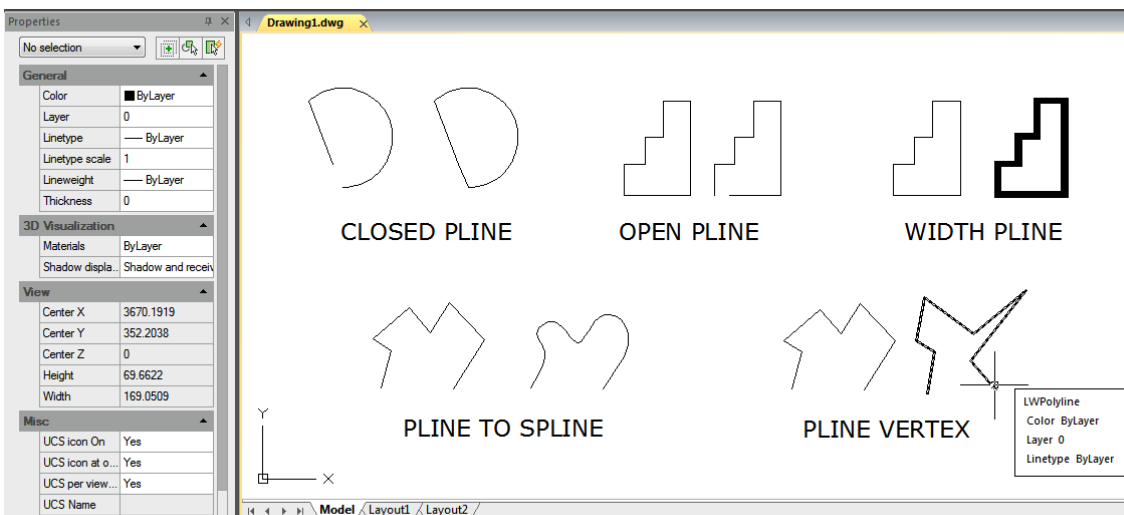 Properties
No selection
General
Color ByLayer
Layer 0
Linetype ByLayer
Linetype scale 1
Lineweight ByLayer
Thickness 0
3D Visualization
Materials ByLayer
Shadow displa.. Shadow and receiv
View
Center X 3670.1919
Center Y 352.2038
Center Z 0
Height 69.6622
Width 169.0509
Misc
UCS icon On Yes
UCS icon at o... Yes
UCS per view... Yes
UCS Name
Drawing1.dwg
CLOSED PLINE OPEN PLINE WIDTH PLINE
PLINE TO SPLINE PLINE VERTEX
LWPolyline
Color ByLayer
Layer 0
Linetype ByLayer
Y
X
Model Layout1 Layout2